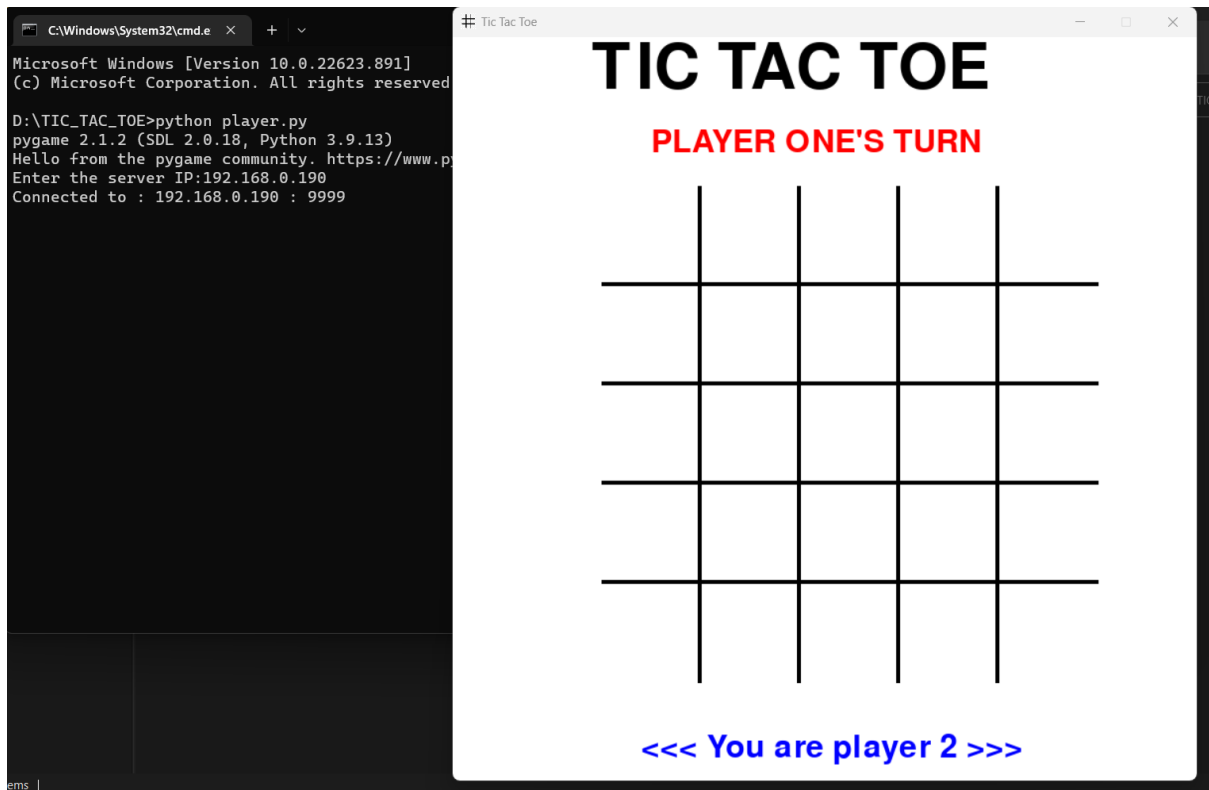 C:\Windows\System32\cmd.e
Microsoft Windows [Version 10.0.22623.891]
(c) Microsoft Corporation. All rights reserved
D:\TIC_TAC_TOE>python player.py
pygame 2.1.2 (SDL 2.0.18, Python 3.9.13)
Hello from the pygame community. https://www.py
Enter the server IP:192.168.0.190
Connected to : 192.168.0.190 : 9999
Tic Tac Toe
TIC TAC TOE
PLAYER ONE'S TURN
<<< You are player 2 >>>
ems